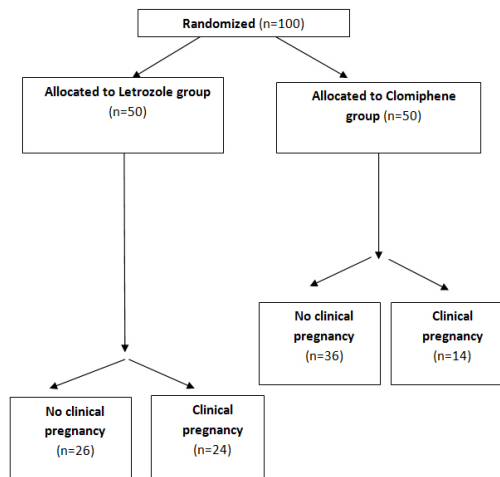 Randomized (n=100)
Allocated to Letrozole group
(n=50)
Allocated to Clomiphene
group (n=50)
No clinical
pregnancy
(n=36)
Clinical
pregnancy
(n=14)
No clinical
pregnancy
(n=26)
Clinical
pregnancy
(n=24)